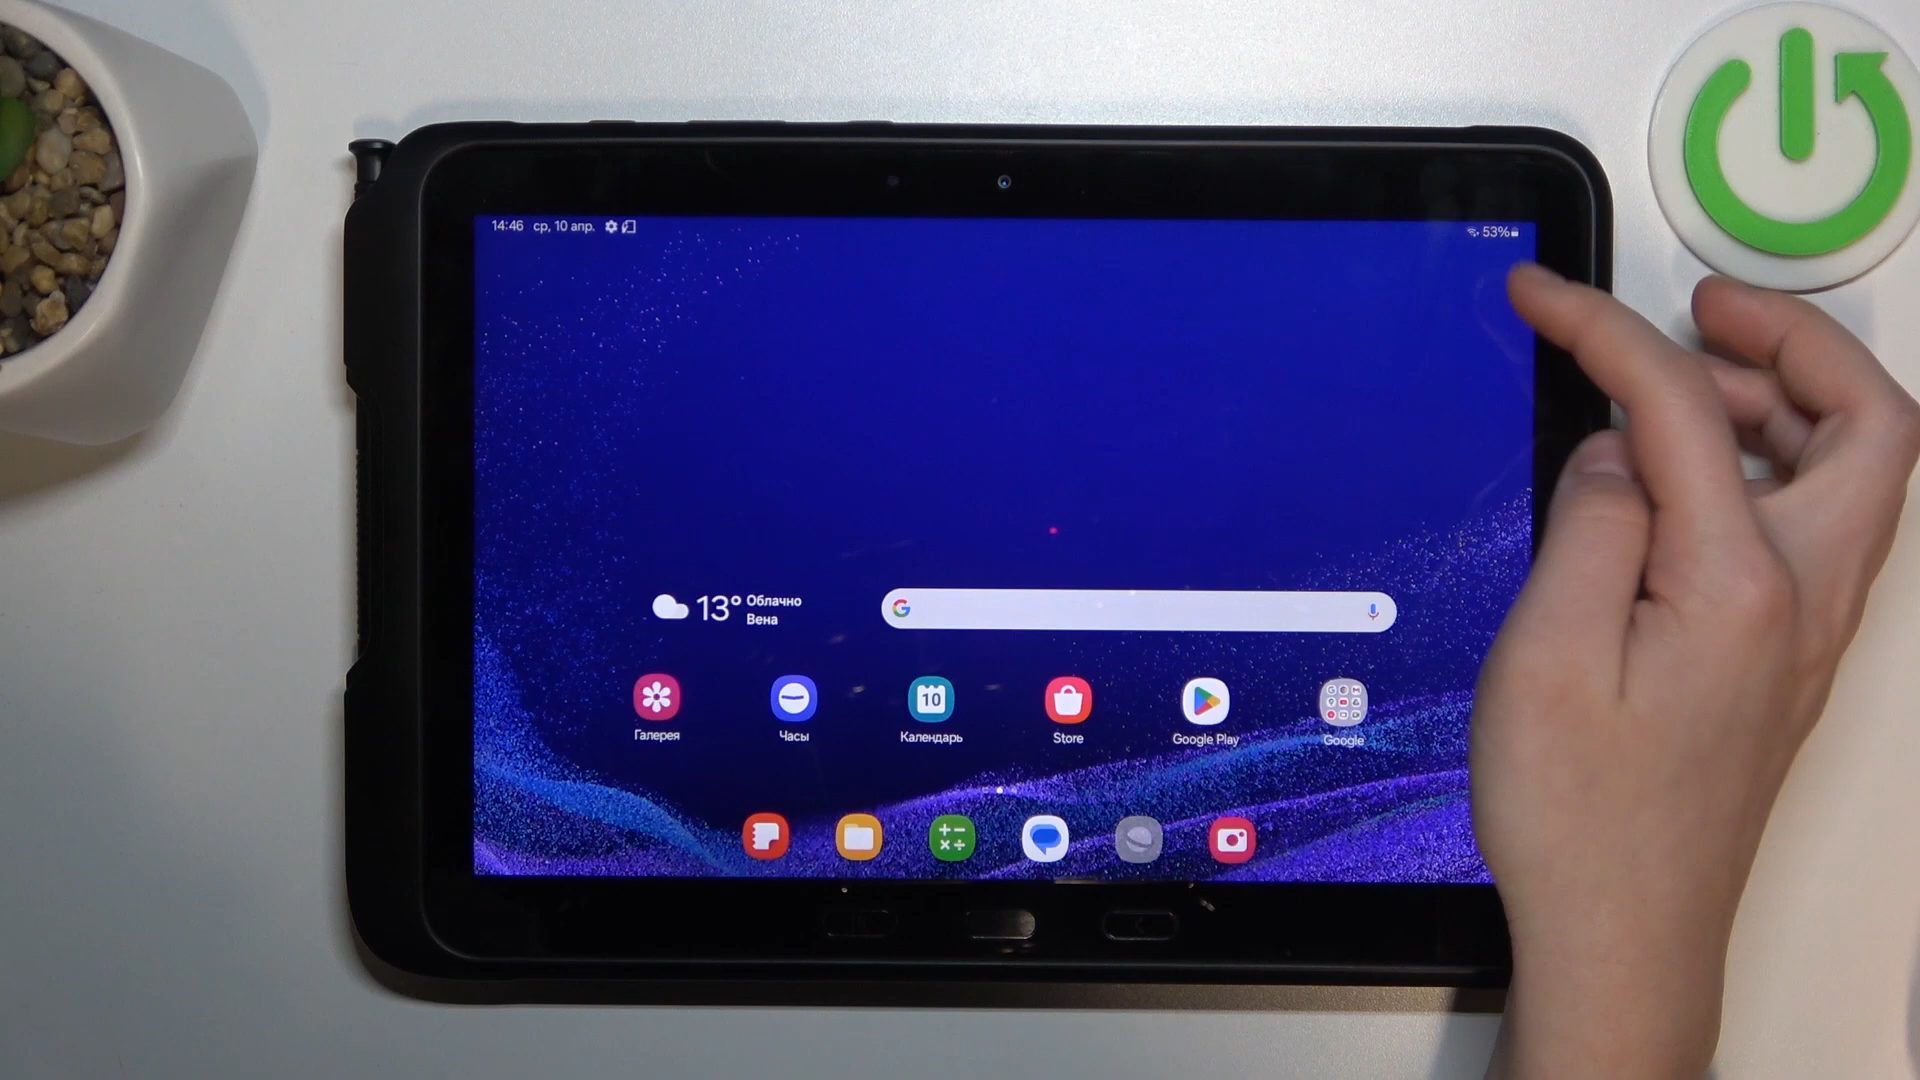 14:46 ср, 10 апр.
53%
13° Облачно
Вена
10
Галерея
Часы
Календарь
Store
Google Play
Google